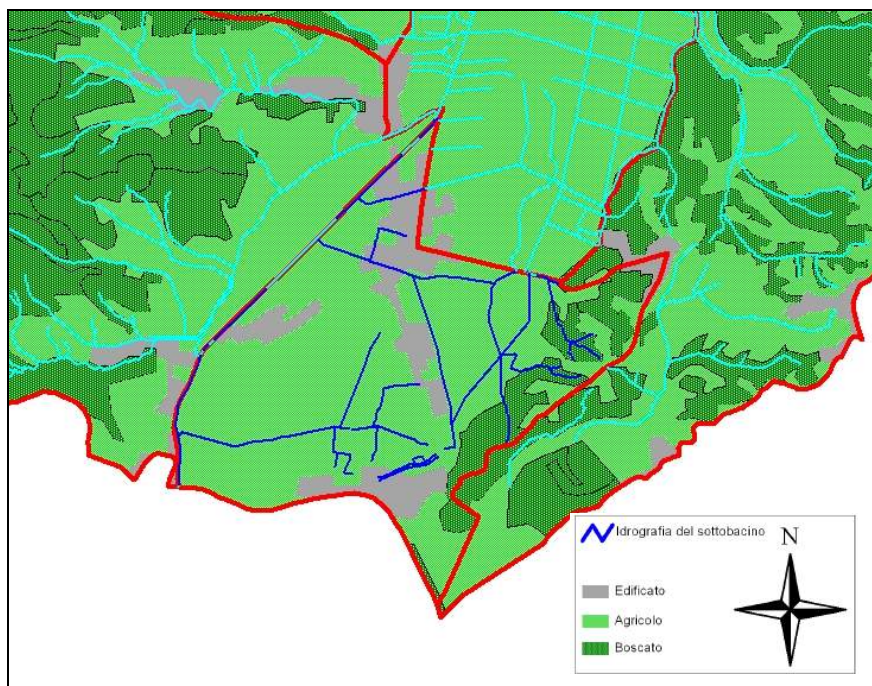 Idrografia del sottobacino
N
Edificato
Agricolo
Boscato